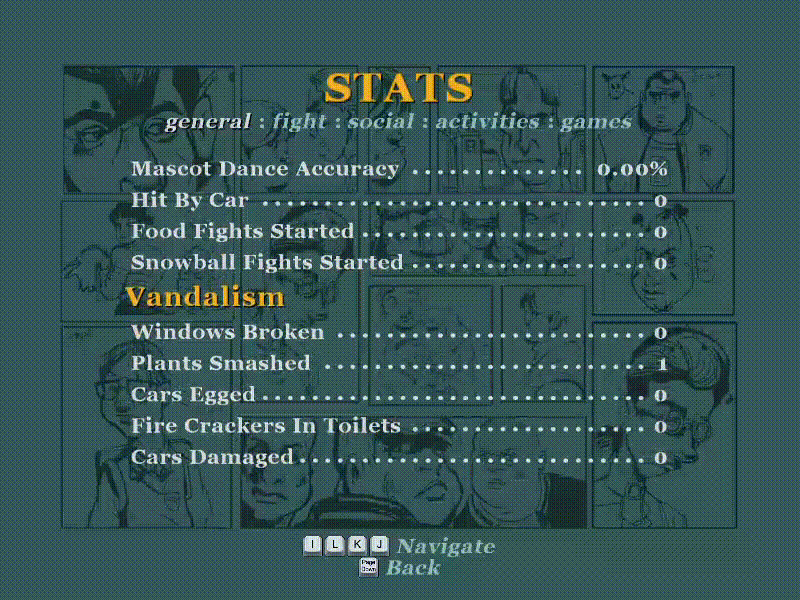 STATS
general : fight : social : activities : games
Mascot Dance Accuracy .............. 0.00%
Hit By Car ................................. 0
Food Fights Started ........................ 0
Snowball Fights Started .................... 0
Vandalism
Windows Broken .......................... 0
Plants Smashed ........................... 1
Cars Egged ................................. 0
Fire Crackers In Toilets .................... 0
Cars Damaged .............................. 0
I L K J Navigate
Page Down Back